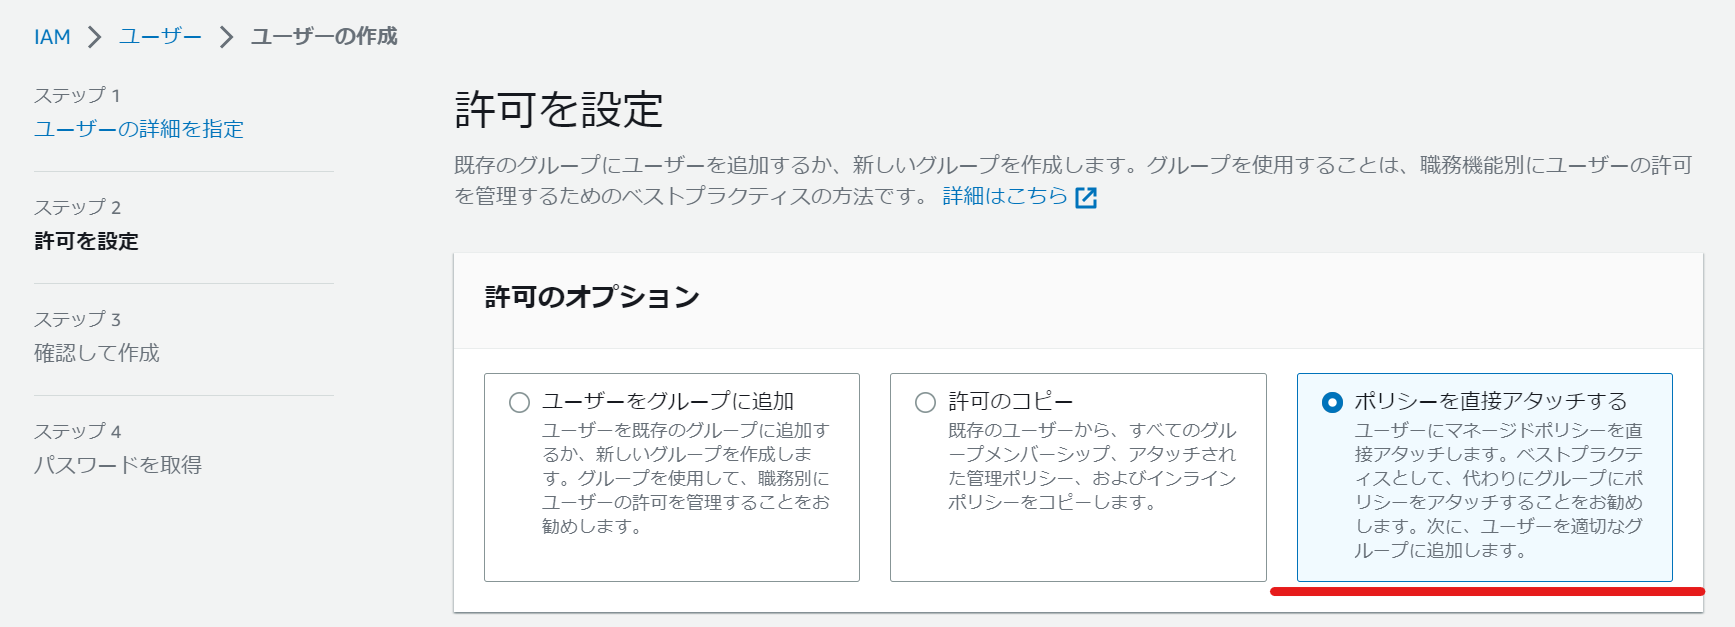 IAM > ユーザー > ユーザーの作成
ステップ 1
ユーザーの詳細を指定
ステップ 2
許可を設定
ステップ 3
確認して作成
ステップ 4
パスワードを取得
許可を設定
既存のグループにユーザーを追加するか、新しいグループを作成します。グループを使用することは、職務機能別にユーザーの許可
を管理するためのベストプラクティスの方法です。 詳細はこちら
許可のオプション
ユーザーをグループに追加
ユーザーを既存のグループに追加す
るか、新しいグループを作成しま
す。グループを使用して、職務別に
ユーザーの許可を管理することをお
勧めします。
許可のコピー
既存のユーザーから、すべてのグル
ープメンバーシップ、アタッチされ
た管理ポリシー、およびインライン
ポリシーをコピーします。
ポリシーを直接アタッチする
ユーザーにマネージドポリシーを直
接アタッチします。ベストプラクテ
ィスとして、代わりにグループにポ
リシーをアタッチすることをお勧め
します。次に、ユーザーを適切なグ
ループに追加します。